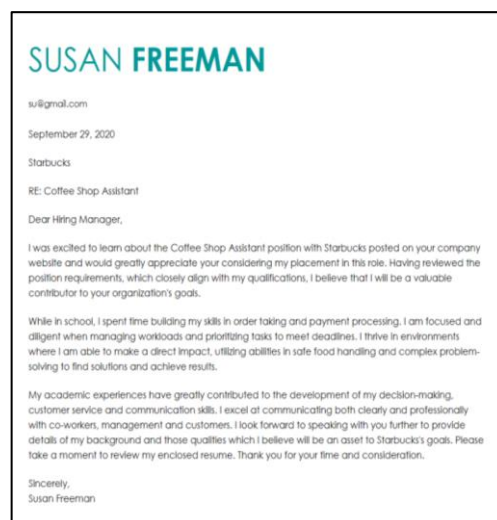 SUSAN FREEMAN
su@gmail.com
September 29, 2020
Starbucks
RE: Coffee Shop Assistant
Dear Hiring Manager,
I was excited to learn about the Coffee Shop Assistant position with Starbucks posted on your company
website and would greatly appreciate your considering my placement in this role. Having reviewed the
position requirements, which closely align with my qualifications, I believe that I will be a valuable
contributor to your organization's goals.
While in school, I spent time building my skills in order taking and payment processing. I am focused and
diligent when managing workloads and prioritizing tasks to meet deadlines. I thrive in environments
where I am able to make a direct impact, utilizing abilities in safe food handling and complex problem-
solving to find solutions and achieve results.
My academic experiences have greatly contributed to the development of my decision-making,
customer service and communication skills. I excel at communicating both clearly and professionally
with co-workers, management and customers. I look forward to speaking with you further to provide
details of my background and those qualities which I believe will be an asset to Starbucks's goals. Please
take a moment to review my enclosed resume. Thank you for your time and consideration.
Sincerely,
Susan Freeman